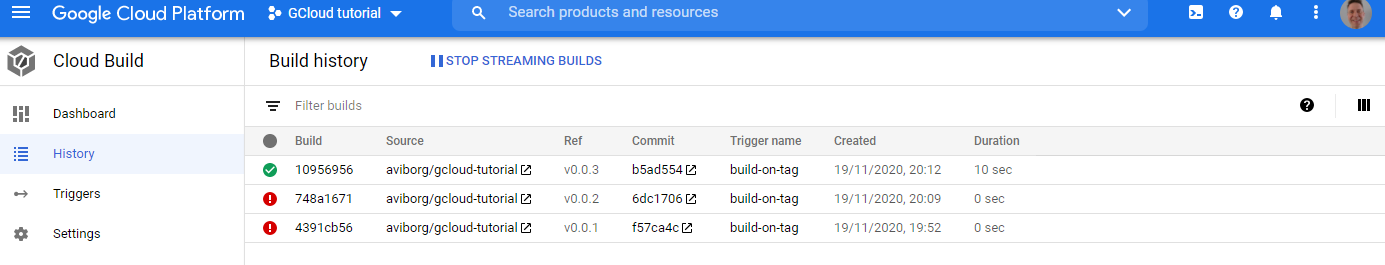 Google Cloud Platform GCloud tutorial Search products and resources
Cloud Build Build history STOP STREAMING BUILDS
Dashboard
History
Triggers
Settings
Filter builds
Build Source Ref Commit Trigger name Created Duration
10956956 aviborg/gcloud-tutorial v0.0.3 b5ad554 build-on-tag 19/11/2020, 20:12 10 sec
748a1671 aviborg/gcloud-tutorial v0.0.2 6dc1706 build-on-tag 19/11/2020, 20:09 0 sec
4391cb56 aviborg/gcloud-tutorial v0.0.1 f57ca4c build-on-tag 19/11/2020, 19:52 0 sec